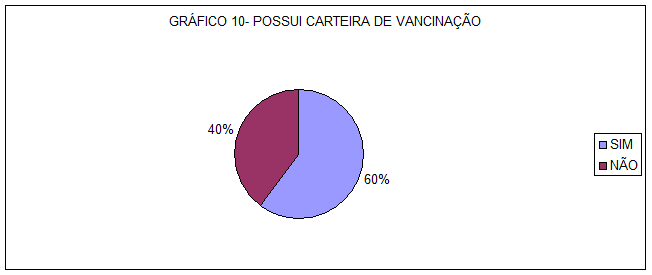 GRÁFICO 10- POSSUI CARTEIRA DE VANCINAÇÃO
40%
60%
SIM
NÃO